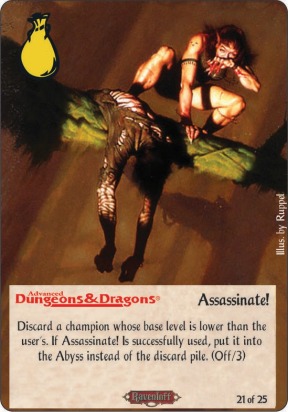 Illus. by Ruppel
Advanced
Dungeons&Dragons®
Assassinate!
Discard a champion whose base level is lower than the
user's. If Assassinate! Is successfully used, put it into
the Abyss instead of the discard pile. (Off/3)
Ravenloft
21 of 25